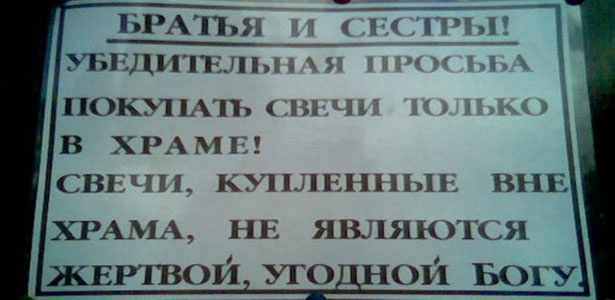 БРАТЬЯ И СЕСТРЫ!
УБЕДИТЕЛЬНАЯ ПРОСЬБА
ПОКУПАТЬ СВЕЧИ ТОЛЬКО
В ХРАМЕ!
СВЕЧИ, КУПЛЕННЫЕ ВНЕ
ХРАМА, НЕ ЯВЛЯЮТСЯ
ЖЕРТВОЙ, УГОДНОЙ БОГУ.